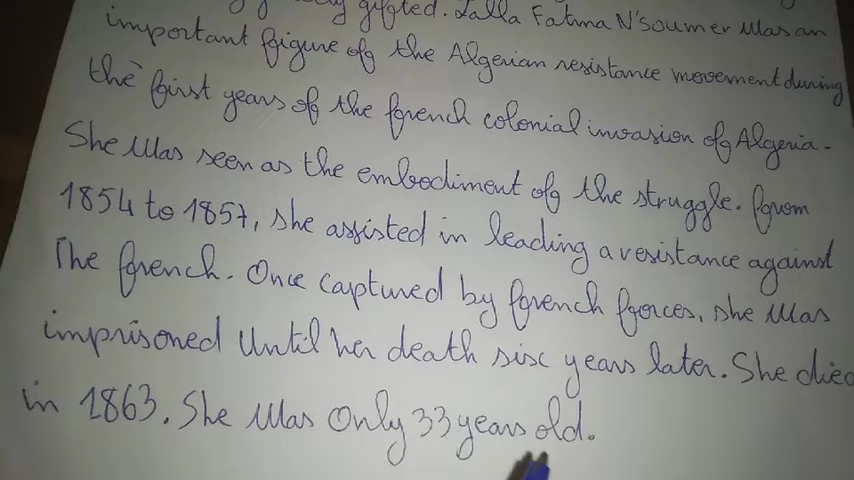 gifted. Lalla Fatma N'soumer was an
important figure of the Algerian resistance movement during
the first years of the french colonial invasion of Algeria.
She was seen as the embodiment of the struggle. from
1854 to 1857, she assisted in leading a resistance against
The french. Once captured by french forces, she was
imprisoned Until her death six years later. She died
in 1863. She was Only 33 years old.